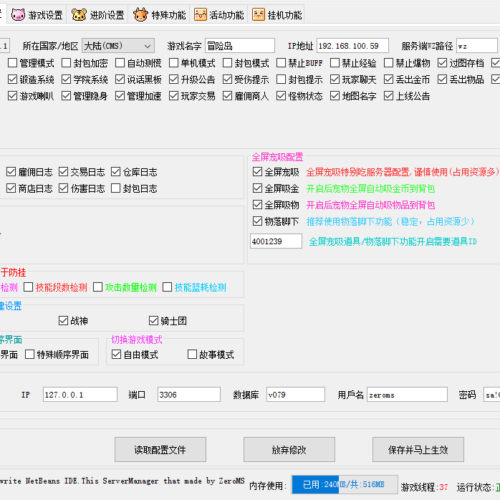 游戏设置 进阶设置 特殊功能 活动功能 挂机功能
.1 所在国家/地区 大陆(CMS) 游戏名字 冒险岛 IP地址 192.168.100.59 服务端WZ路径 wz
管理模式 封包加密 自动测慌 单机模式 封包模式 禁止BUFF 禁止经验 禁止爆物 过图存档
锻造系统 学院系统 说话黑板 升级公告 受伤提示 封包提示 玩家聊天 丢出金币 丢出物品
游戏喇叭 管理隐身 管理加速 玩家交易 雇佣商人 怪物状态 地图名字 上线公告
全屏宠吸配置
雇佣日志 交易日志 仓库日志 全屏宠吸 全屏宠吸特别吃服务器配置,谨慎使用(占用资源多)
商店日志 伤害日志 封包日志 全屏吸金 开启后宠物全屏自动吸金币到背包
全屏吸物 开启后宠物全屏自动吸物品到背包
物落脚下 推荐使用物落脚下功能（稳定，占用资源少）
4001239 全屏宠吸道具/物落脚下功能开启需要道具ID
于防挂
检测 技能段数检测 攻击数量检测 技能蓝耗检测
建设置
战神 骑士团
序界面 切换游戏模式
界面 特殊顺序界面 自由模式 故事模式
IP 127.0.0.1 端口 3306 数据库 v079 用戶名 zeroms 密码
读取配置文件 放弃修改 保存并马上生效
write NetBeans IDE.This ServerManager that made by ZeroMS 内存使用: 已用:240MB/共:516MB 游戏线程:37 运行状态: